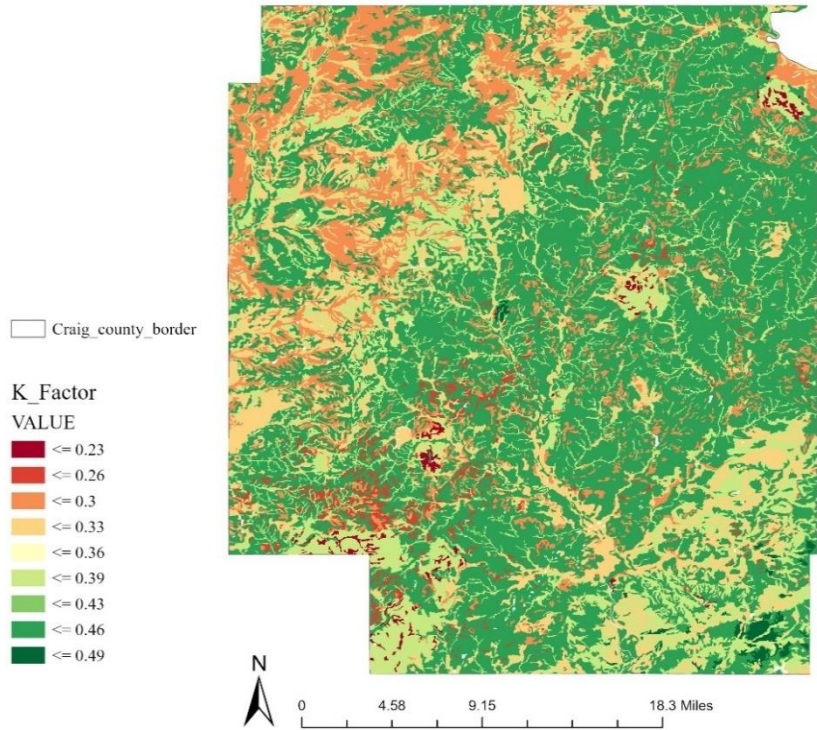 Craig_county_border
K_Factor
VALUE
<= 0.23
<= 0.26
<= 0.3
<= 0.33
<= 0.36
<= 0.39
<= 0.43
<= 0.46
<= 0.49
N
0 4.58 9.15 18.3 Miles